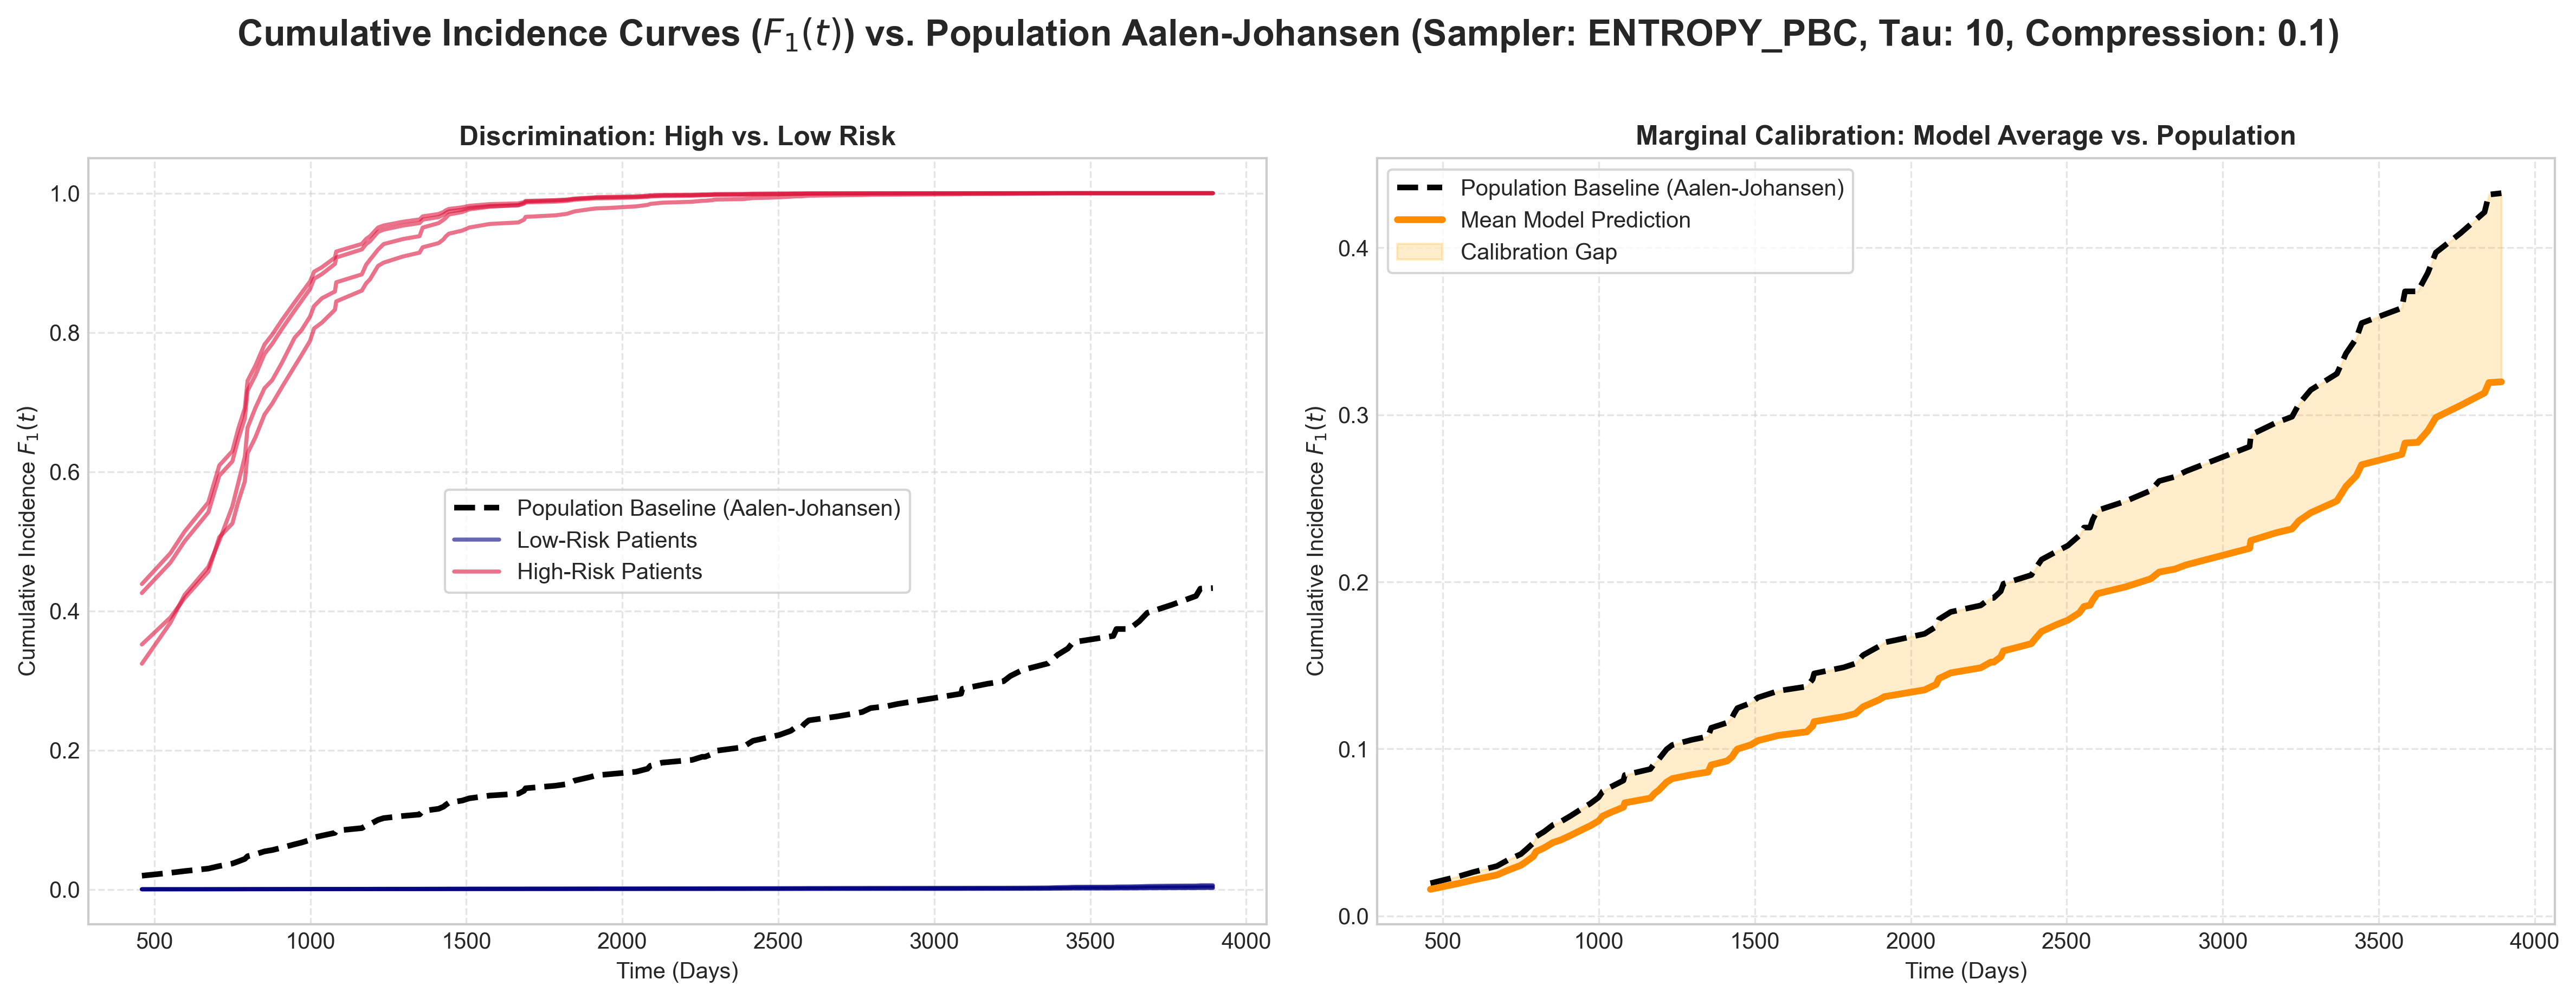 Cumulative Incidence Curves (F₁(t)) vs. Population Aalen-Johansen (Sampler: ENTROPY_PBC, Tau: 10, Compression: 0.1)
Discrimination: High vs. Low Risk
Cumulative Incidence F₁(t)
1.0
0.8
0.6
0.4
0.2
0.0
Population Baseline (Aalen-Johansen)
Low-Risk Patients
High-Risk Patients
500 1000 1500 2000 2500 3000 3500 4000
Time (Days)
Marginal Calibration: Model Average vs. Population
Cumulative Incidence F₁(t)
Population Baseline (Aalen-Johansen)
Mean Model Prediction
Calibration Gap
0.4
0.3
0.2
0.1
0.0
500 1000 1500 2000 2500 3000 3500 4000
Time (Days)